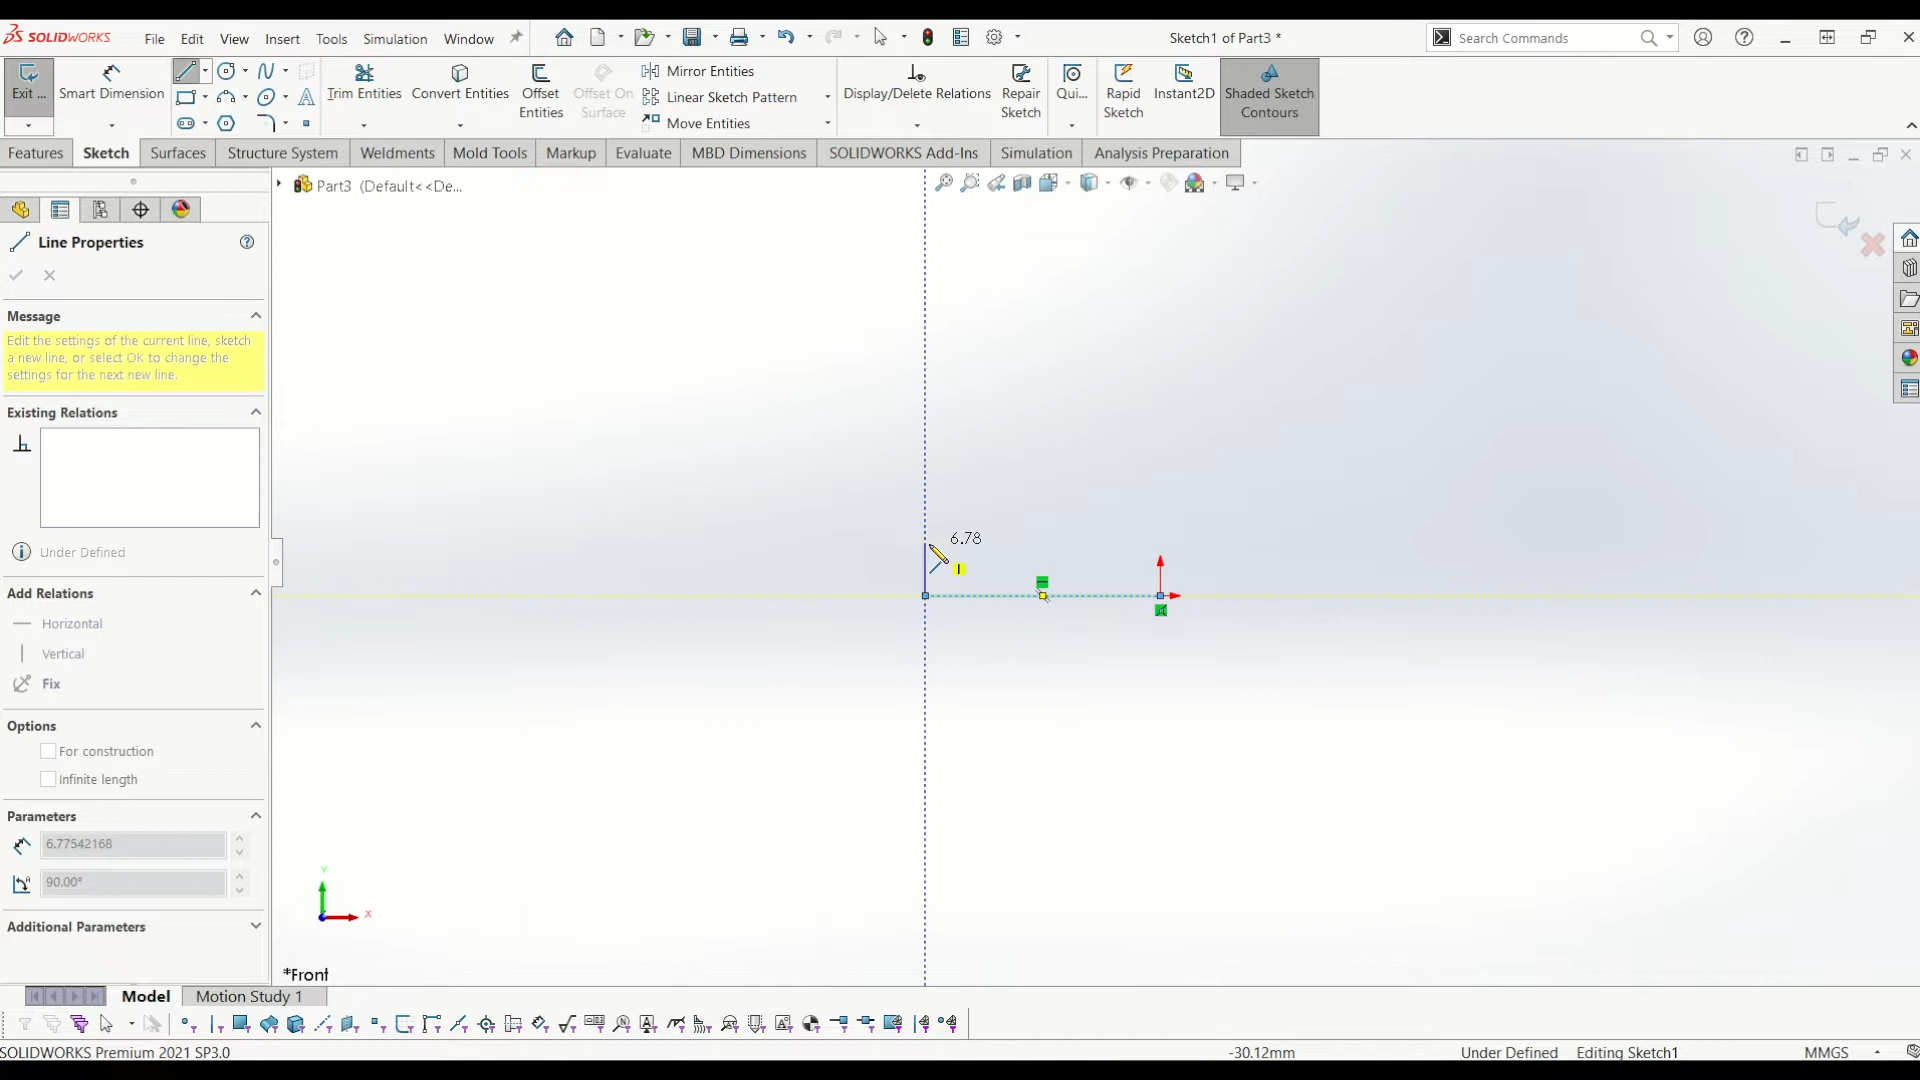 SOLIDWORKS File Edit View Insert Tools Simulation Window Sketch1 of Part3 * Search Commands
Exit ... Smart Dimension Trim Entities Convert Entities Offset Entities Offset On Surface Mirror Entities Linear Sketch Pattern Move Entities Display/Delete Relations Repair Sketch Qui... Rapid Sketch Instant2D Shaded Sketch Contours
Features Sketch Surfaces Structure System Weldments Mold Tools Markup Evaluate MBD Dimensions SOLIDWORKS Add-Ins Simulation Analysis Preparation
Part3 (Default<<De...
Line Properties
Message
Edit the settings of the current line, sketch
a new line, or select OK to change the
settings for the next new line.
Existing Relations
6.78
Under Defined
Add Relations
Horizontal
Vertical
Fix
Options
For construction
Infinite length
Parameters
6.77542168
90.00°
Y
X
Additional Parameters
*Front
Model Motion Study 1
SOLIDWORKS Premium 2021 SP3.0 -30.12mm Under Defined Editing Sketch1 MMGS